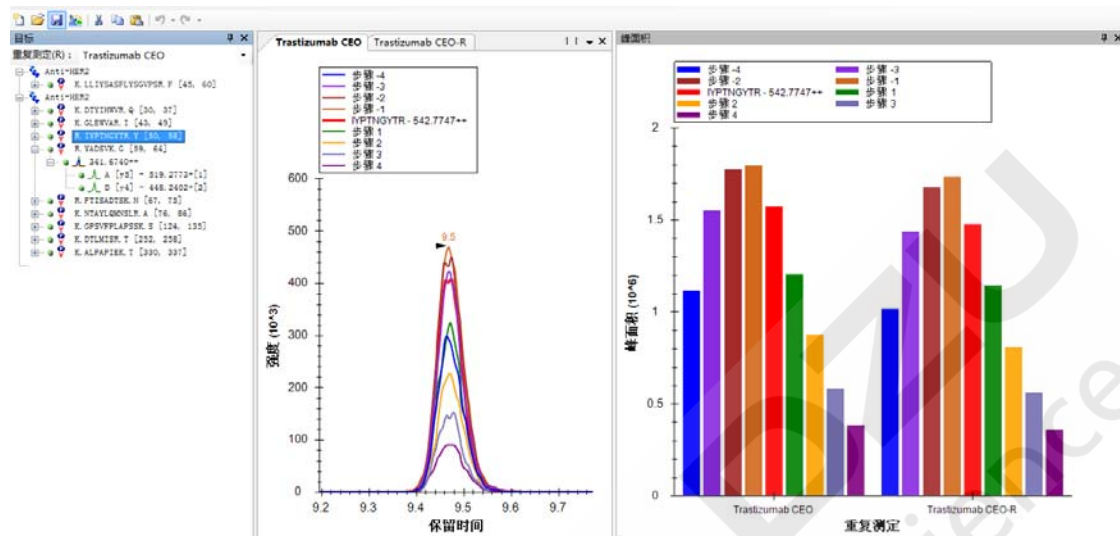 目标
重复测定(R)： Trastizumab CEO
Anti-HER2
K.LLIYSASFLYSGVPSR.F [45, 60]
Anti-HER2
K.DTYIHWVR.Q [30, 37]
K.GLEWVAR.I [43, 49]
R.IYPTNGYTR.Y [50, 58]
R.YADSVK.G [59, 64]
341.6740++
A [y3] - 319.2773+[1]
D [y4] - 448.2402+[2]
R.FTISADTSK.N [67, 75]
K.NTAYLQMNSLR.A [76, 86]
K.GPSVFPLAPSSK.S [124, 135]
K.DTLMISR.T [252, 258]
K.ALPAPIEK.T [330, 337]
Trastizumab CEO Trastizumab CEO-R
步骤 -4
步骤 -3
步骤 -2
步骤 -1
IYPTNGYTR - 542.7747++
步骤 1
步骤 2
步骤 3
步骤 4
600
500
400
300
200
100
0
强度 (10^3)
9.5
9.2 9.3 9.4 9.5 9.6 9.7
保留时间
峰面积
步骤 -4 步骤 -3
步骤 -2 步骤 -1
IYPTNGYTR - 542.7747++ 步骤 1
步骤 2 步骤 3
步骤 4
2
1.5
1
0.5
0
峰面积 (10^6)
Trastizumab CEO Trastizumab CEO-R
重复测定